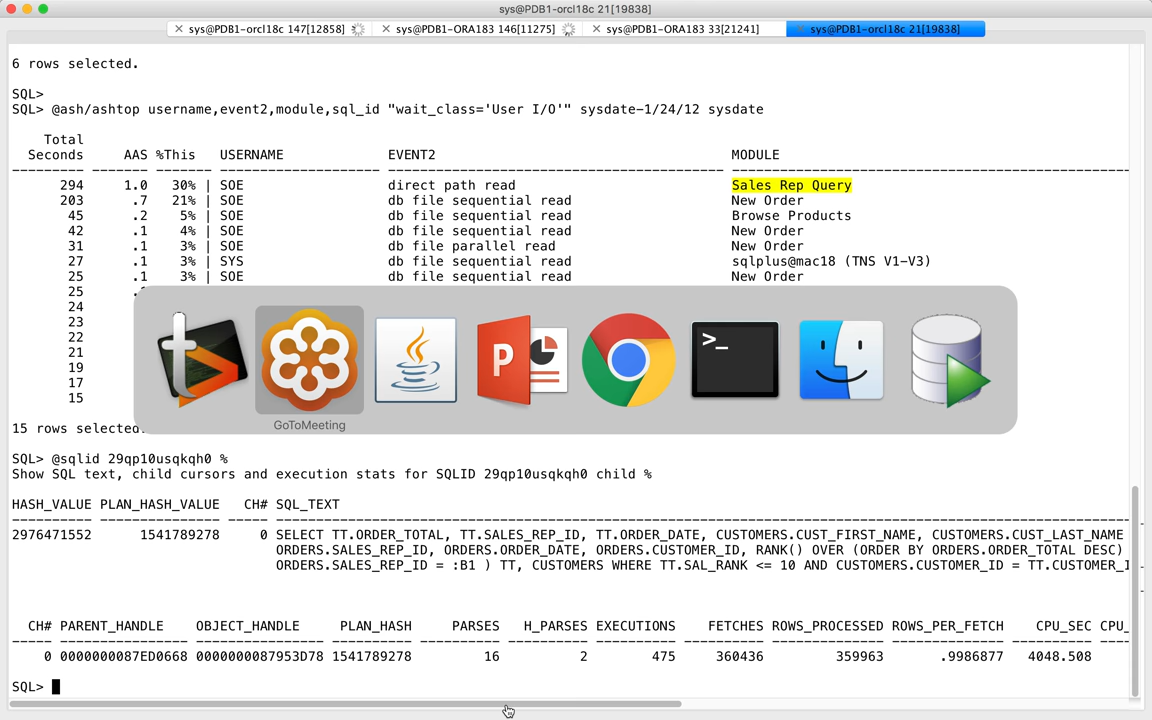 sys@PDB1-orcl18c 21[19838]
sys@PDB1-orcl18c 147[12858] sys@PDB1-ORA183 146[11275] sys@PDB1-ORA183 33[21241] sys@PDB1-orcl18c 21[19838]
6 rows selected.
SQL>
SQL> @ash/ashtop username,event2,module,sql_id "wait_class='User I/O'" sysdate-1/24/12 sysdate
Total
Seconds AAS %This USERNAME EVENT2 MODULE
--------- ------- ------- -------------------- ------------------------------------------ --------------------------------------------------
294 1.0 30% | SOE direct path read Sales Rep Query
203 .7 21% | SOE db file sequential read New Order
45 .2 5% | SOE db file sequential read Browse Products
42 .1 4% | SOE db file sequential read New Order
31 .1 3% | SOE db file parallel read New Order
27 .1 3% | SYS db file sequential read sqlplus@mac18 (TNS V1-V3)
25 .1 3% | SOE db file sequential read New Order
25
24
23
22
21
19
17
15
P
>_
GoToMeeting
15 rows selected.
SQL> @sqlid 29qp10usqkqh0 %
Show SQL text, child cursors and execution stats for SQLID 29qp10usqkqh0 child %
HASH_VALUE PLAN_HASH_VALUE CH# SQL_TEXT
---------- --------------- ----- ------------------------------------------------------------------------------------------------------
2976471552 1541789278 0 SELECT TT.ORDER_TOTAL, TT.SALES_REP_ID, TT.ORDER_DATE, CUSTOMERS.CUST_FIRST_NAME, CUSTOMERS.CUST_LAST_NAME
ORDERS.SALES_REP_ID, ORDERS.ORDER_DATE, ORDERS.CUSTOMER_ID, RANK() OVER (ORDER BY ORDERS.ORDER_TOTAL DESC)
ORDERS.SALES_REP_ID = :B1 ) TT, CUSTOMERS WHERE TT.SAL_RANK <= 10 AND CUSTOMERS.CUSTOMER_ID = TT.CUSTOMER_I
CH# PARENT_HANDLE OBJECT_HANDLE PLAN_HASH PARSES H_PARSES EXECUTIONS FETCHES ROWS_PROCESSED ROWS_PER_FETCH CPU_SEC CPU_
----- ---------------- ---------------- ---------- ---------- ---------- ---------- ---------- -------------- -------------- ---------- ----
0 0000000087ED0668 0000000087953D78 1541789278 16 2 475 360436 359963 .9986877 4048.508
SQL>